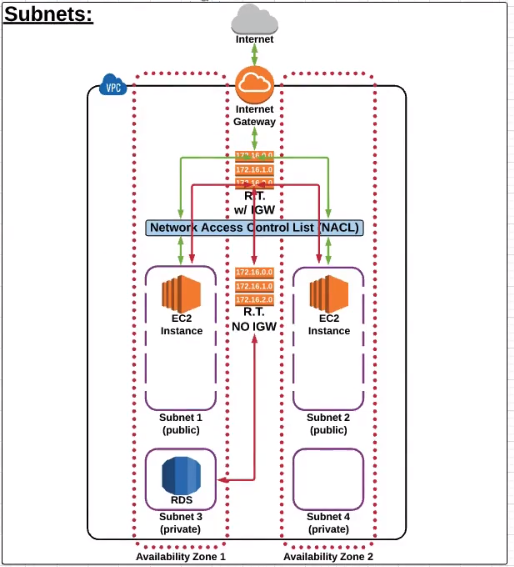 Subnets:
Internet
VPC
Internet
Gateway
172.16.0.0
172.16.1.0
172.16.2.0
R.T.
w/ IGW
Network Access Control List (NACL)
172.16.0.0
172.16.1.0
172.16.2.0
R.T.
NO IGW
EC2
Instance
EC2
Instance
Subnet 1
(public)
Subnet 2
(public)
RDS
Subnet 3
(private)
Subnet 4
(private)
Availability Zone 1
Availability Zone 2